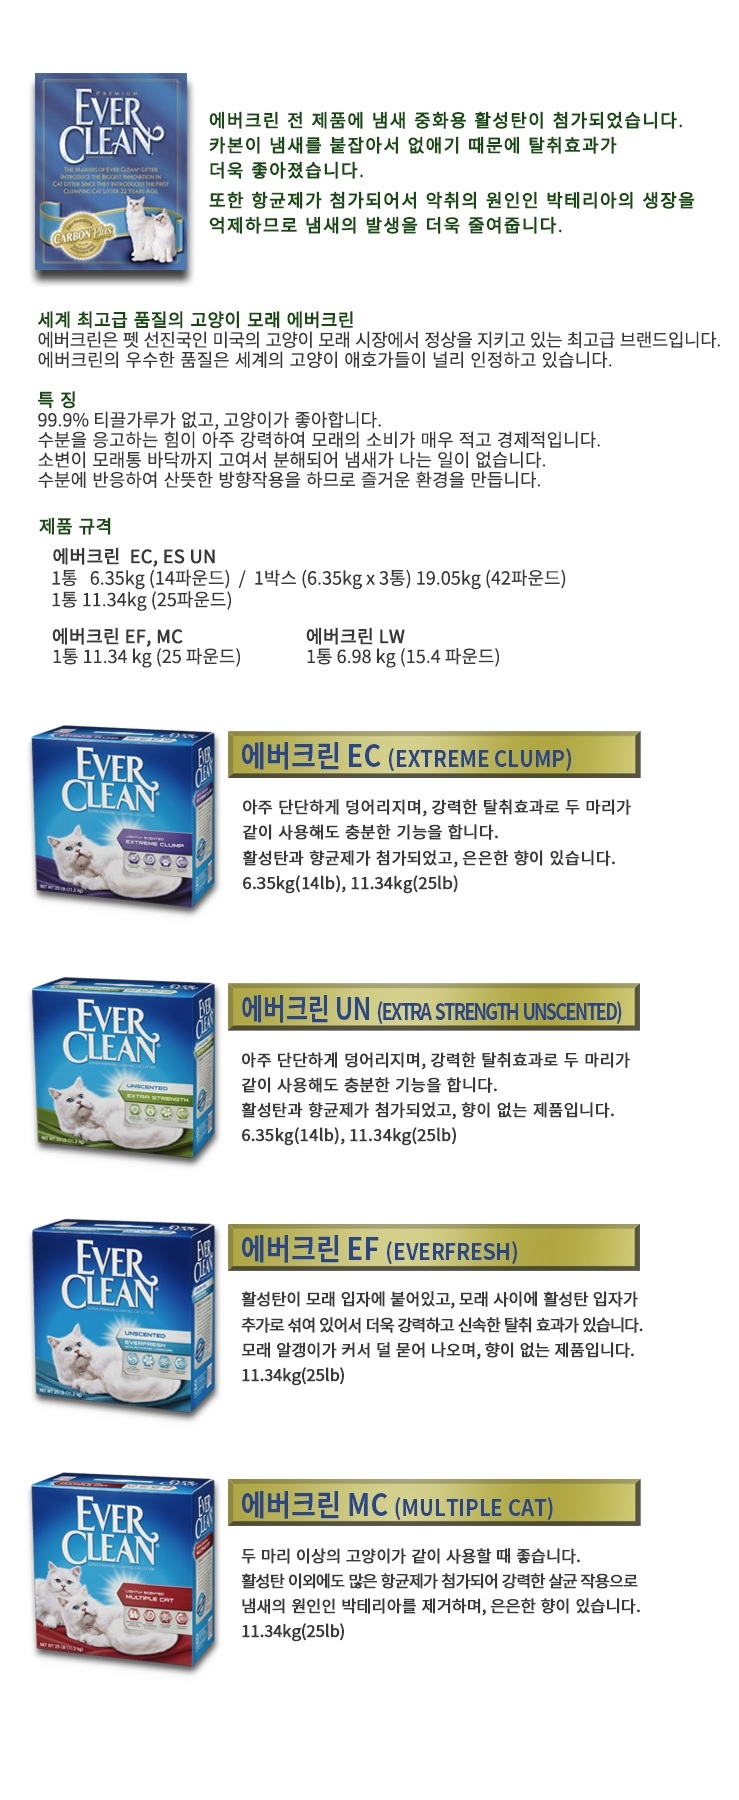 PREMIUM
EVER
CLEAN
THE MAKERS OF EVER CLEAN LITTER
INTRODUCE THE BIGGEST INNOVATION IN
CAT LITTER SINCE THEY INTRODUCED THE FIRST
CLUMPING CAT LITTER 22 YEARS AGO.
CARBON Plus
에버크린 전 제품에 냄새 중화용 활성탄이 첨가되었습니다.
카본이 냄새를 붙잡아서 없애기 때문에 탈취효과가
더욱 좋아졌습니다.
또한 항균제가 첨가되어서 악취의 원인인 박테리아의 생장을
억제하므로 냄새의 발생을 더욱 줄여줍니다.
세계 최고급 품질의 고양이 모래 에버크린
에버크린은 펫 선진국인 미국의 고양이 모래 시장에서 정상을 지키고 있는 최고급 브랜드입니다.
에버크린의 우수한 품질은 세계의 고양이 애호가들이 널리 인정하고 있습니다.
특 징
99.9% 티끌가루가 없고, 고양이가 좋아합니다.
수분을 응고하는 힘이 아주 강력하여 모래의 소비가 매우 적고 경제적입니다.
소변이 모래통 바닥까지 고여서 분해되어 냄새가 나는 일이 없습니다.
수분에 반응하여 산뜻한 방향작용을 하므로 즐거운 환경을 만듭니다.
제품 규격
에버크린 EC, ES UN
1통 6.35kg (14파운드) / 1박스 (6.35kg x 3통) 19.05kg (42파운드)
1통 11.34kg (25파운드)
에버크린 EF, MC
1통 11.34 kg (25 파운드)
에버크린 LW
1통 6.98 kg (15.4 파운드)
EVER
CLEAN
LIGHTLY SCENTED
EXTREME CLUMP
NET WT 25 LB (11.3 kg)
에버크린 EC (EXTREME CLUMP)
아주 단단하게 덩어리지며, 강력한 탈취효과로 두 마리가
같이 사용해도 충분한 기능을 합니다.
활성탄과 향균제가 첨가되었고, 은은한 향이 있습니다.
6.35kg(14lb), 11.34kg(25lb)
EVER
CLEAN
UNSCENTED
EXTRA STRENGTH
NET WT 25 LB (11.3 kg)
에버크린 UN (EXTRA STRENGTH UNSCENTED)
아주 단단하게 덩어리지며, 강력한 탈취효과로 두 마리가
같이 사용해도 충분한 기능을 합니다.
활성탄과 향균제가 첨가되었고, 향이 없는 제품입니다.
6.35kg(14lb), 11.34kg(25lb)
EVER
CLEAN
UNSCENTED
EVERFRESH
NET WT 25 LB (11.3 kg)
에버크린 EF (EVERFRESH)
활성탄이 모래 입자에 붙어있고, 모래 사이에 활성탄 입자가
추가로 섞여 있어서 더욱 강력하고 신속한 탈취 효과가 있습니다.
모래 알갱이가 커서 덜 묻어 나오며, 향이 없는 제품입니다.
11.34kg(25lb)
EVER
CLEAN
LIGHTLY SCENTED
MULTIPLE CAT
NET WT 25 LB (11.3 kg)
에버크린 MC (MULTIPLE CAT)
두 마리 이상의 고양이가 같이 사용할 때 좋습니다.
활성탄 이외에도 많은 항균제가 첨가되어 강력한 살균 작용으로
냄새의 원인인 박테리아를 제거하며, 은은한 향이 있습니다.
11.34kg(25lb)